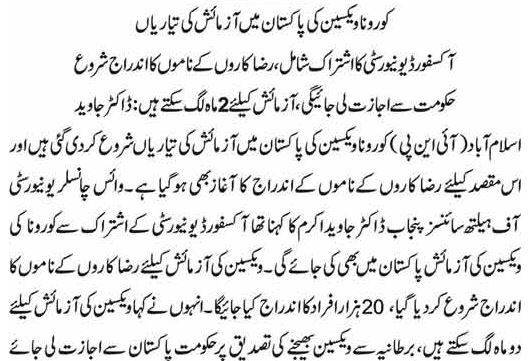 کورونا ویکسین کی پاکستان میں آزمائش کی تیاریاں
آکسفورڈ یونیورسٹی کا اشتراک شامل، رضا کاروں کے ناموں کا اندراج شروع
حکومت سے اجازت لی جائیگی، آزمائش کیلئے 2 ماہ لگ سکتے ہیں: ڈاکٹر جاوید
اسلام آباد (آئی این پی) کورونا ویکسین کی پاکستان میں آزمائش کی تیاریاں شروع کر دی گئی ہیں اور
اس مقصد کیلئے رضا کاروں کے ناموں کے اندراج کا آغاز بھی ہو گیا ہے۔ وائس چانسلر یونیورسٹی
آف ہیلتھ سائنسز پنجاب ڈاکٹر جاوید اکرم کا کہنا تھا آکسفورڈ یونیورسٹی کے اشتراک سے کورونا کی
ویکسین کی آزمائش پاکستان میں بھی کی جائے گی۔ ویکسین کی آزمائش کیلئے رضا کاروں کے ناموں کا
اندراج شروع کر دیا گیا، 20 ہزار افراد کا اندراج کیا جائیگا۔ انہوں نے کہا ویکسین کی آزمائش کیلئے
دو ماہ لگ سکتے ہیں، برطانیہ سے ویکسین بھیجنے کی تصدیق پر حکومت پاکستان سے اجازت لی جائے